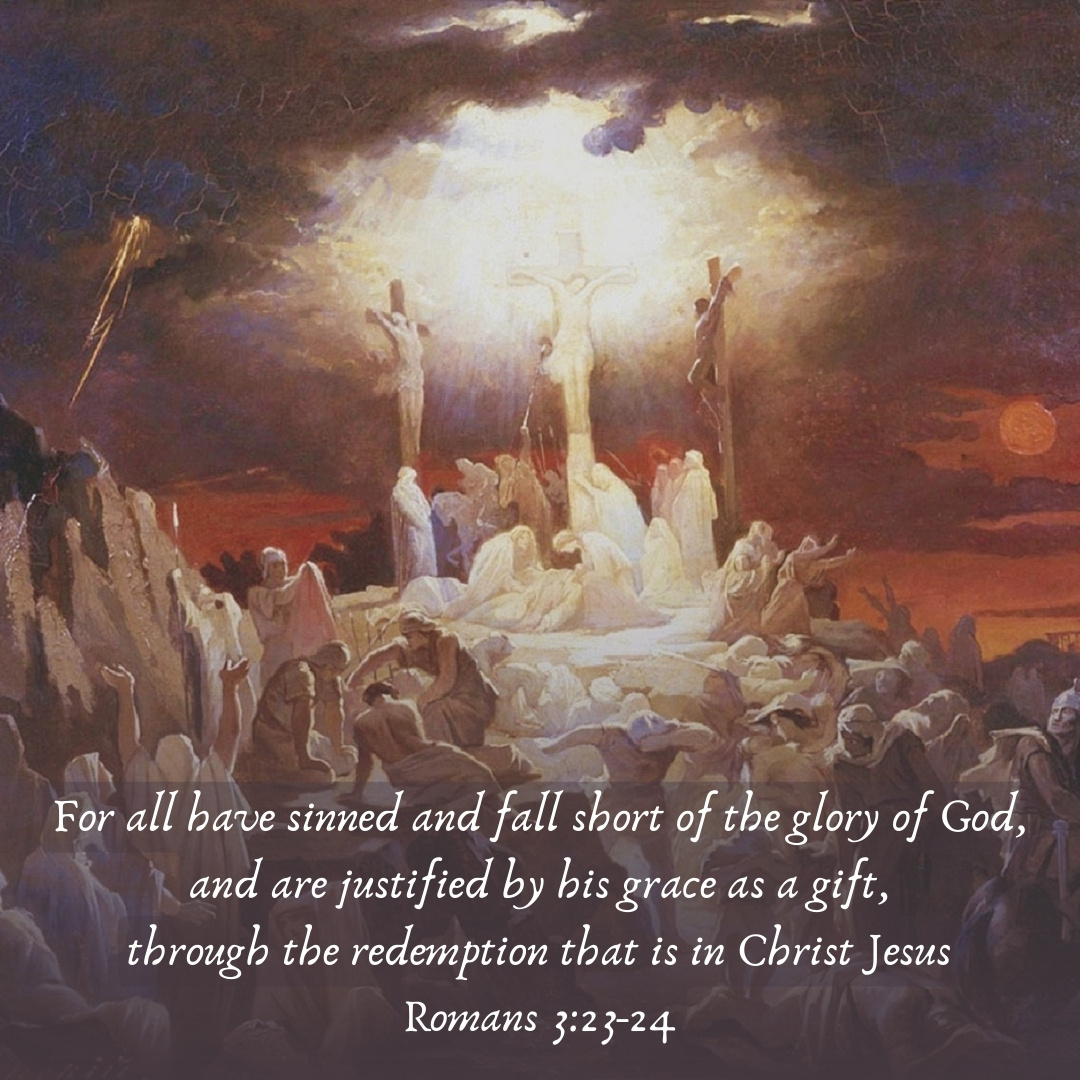 For all have sinned and fall short of the glory of God,
and are justified by his grace as a gift,
through the redemption that is in Christ Jesus
Romans 3:23-24